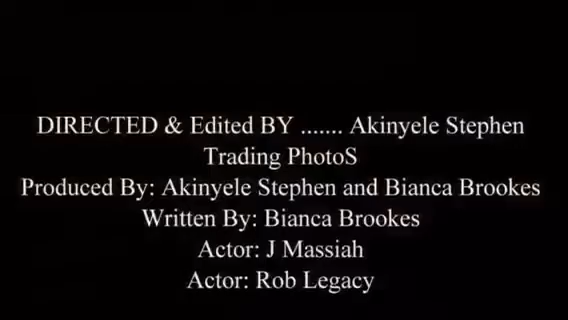 DIRECTED & Edited BY ....... Akinyele Stephen
Trading PhotoS
Produced By: Akinyele Stephen and Bianca Brookes
Written By: Bianca Brookes
Actor: J Massiah
Actor: Rob Legacy